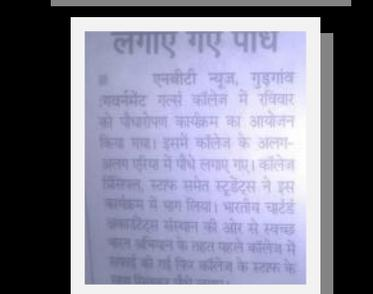 लगाए गए पौधे
■ एनबीटी न्यूज, गुड़गांव
:गवर्नमेंट गर्ल्स कॉलेज में रविवार
को पौधारोपण कार्यक्रम का आयोजन
किया गया। इसमें कॉलेज के अलग-
अलग एरिया में पौधे लगाए गए। कॉलेज
प्रिंसिपल, स्टाफ समेत स्टूडेंट्स ने इस
कार्यक्रम में भाग लिया। भारतीय चार्टर्ड
अकाउंटेंट्स संस्थान की ओर से स्वच्छ
भारत अभियान के तहत पहले कॉलेज में
सफाई की गई फिर कॉलेज के स्टाफ के